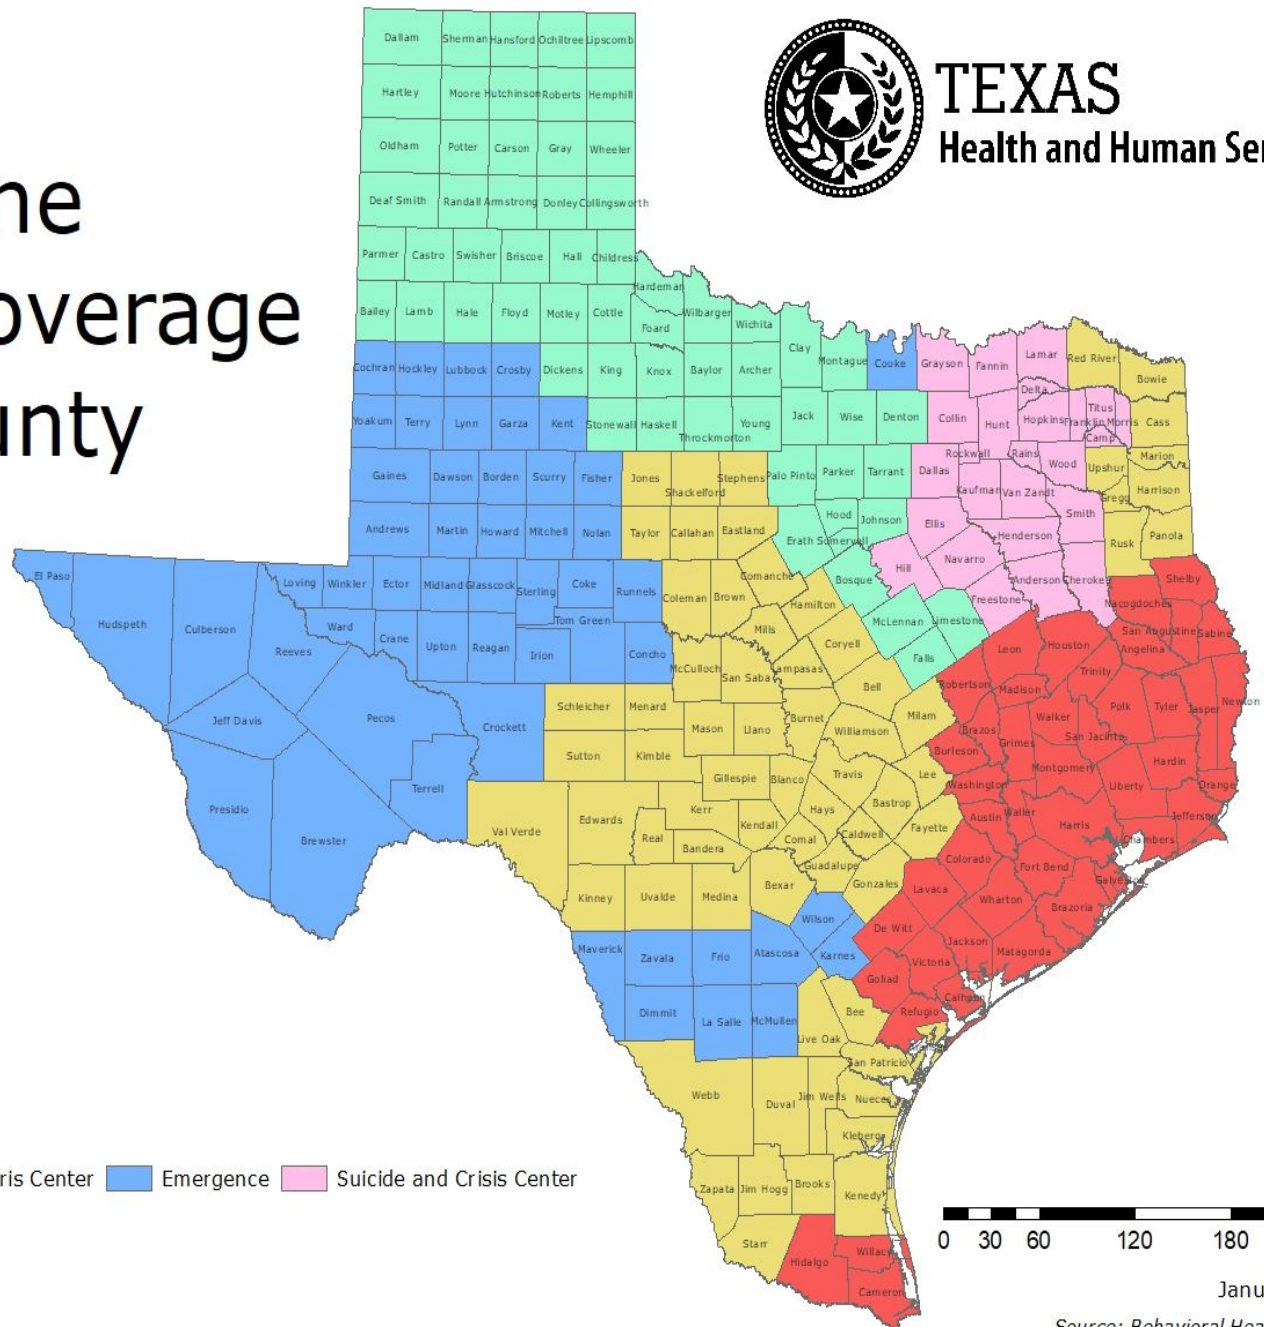 ne
overage
unty
TEXAS
Health and Human Ser
Dallam Sherman Hansford Ochiltree Lipscomb
Hartley Moore Hutchinson Roberts Hemphill
Oldham Potter Carson Gray Wheeler
Deaf Smith Randall Armstrong Donley Collingsworth
Parmer Castro Swisher Briscoe Hall Childress
Hardeman
Bailey Lamb Hale Floyd Motley Cottle Foard Wilbarger Wichita Clay Montague Cooke Grayson Fannin Lamar Red River Bowie
Cochran Hockley Lubbock Crosby Dickens King Knox Baylor Archer Delta
Yoakum Terry Lynn Garza Kent Stonewall Haskell Throckmorton Young Jack Wise Denton Collin Hunt Hopkins Franklin Titus Morris Camp Cass
Gaines Dawson Borden Scurry Fisher Jones Shackelford Stephens Palo Pinto Parker Tarrant Dallas Rockwall Kaufman Rains Van Zandt Wood Upshur Gregg Marion Harrison
Andrews Martin Howard Mitchell Nolan Taylor Callahan Eastland Erath Hood Somervell Johnson Ellis Henderson Smith Rusk Panola
El Paso Hudspeth Culberson Loving Winkler Ector Midland Glasscock Sterling Coke Runnels Coleman Brown Comanche Hamilton Bosque Hill Navarro Freestone Anderson Cherokee Nacogdoches Shelby
Reeves Ward Crane Upton Reagan Irion Tom Green Concho McCulloch San Saba Mills Lampasas Coryell McLennan Limestone Falls Leon Houston Trinity Angelina San Augustine Sabine
Jeff Davis Pecos Crockett Schleicher Menard Mason Llano Burnet Bell Williamson Milam Robertson Madison Brazos Grimes Walker San Jacinto Polk Tyler Jasper Newton
Presidio Brewster Terrell Sutton Kimble Gillespie Blanco Travis Lee Burleson Washington Montgomery Liberty Hardin Orange
Val Verde Edwards Real Kerr Kendall Bandera Hays Comal Caldwell Bastrop Fayette Austin Waller Harris Chambers Jefferson
Kinney Uvalde Medina Bexar Guadalupe Gonzales Lavaca Colorado Fort Bend Wharton Brazoria
Maverick Zavala Frio Atascosa Wilson Karnes De Witt Jackson Matagorda Victoria Goliad
Dimmit La Salle McMullen Live Oak Bee Refugio
San Patricio
Webb Duval Jim Wells Nueces
Kleberg
Zapata Jim Hogg Brooks Kenedy
Starr Hidalgo Willacy
Cameron
ris Center Emergence Suicide and Crisis Center
0 30 60 120 180
Janu
Source: Behavioral Hea